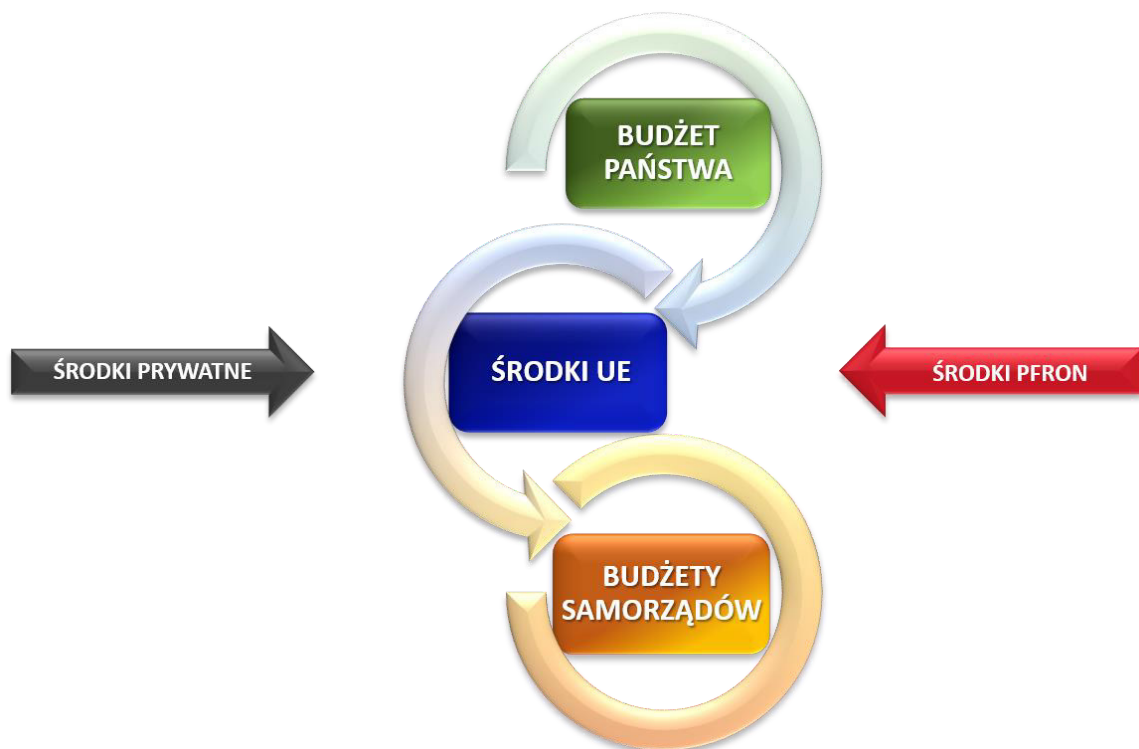 BUDŻET
PAŃSTWA
ŚRODKI PRYWATNE
ŚRODKI UE
ŚRODKI PFRON
BUDŻETY
SAMORZĄDÓW